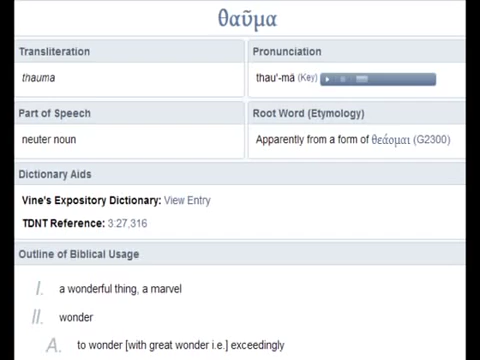 θαῦμα
Transliteration
Pronunciation
thauma
thau'-mä (Key)
Part of Speech
Root Word (Etymology)
neuter noun
Apparently from a form of θεάομαι (G2300)
Dictionary Aids
Vine's Expository Dictionary: View Entry
TDNT Reference: 3:27,316
Outline of Biblical Usage
I. a wonderful thing, a marvel
II. wonder
A. to wonder [with great wonder i.e.] exceedingly